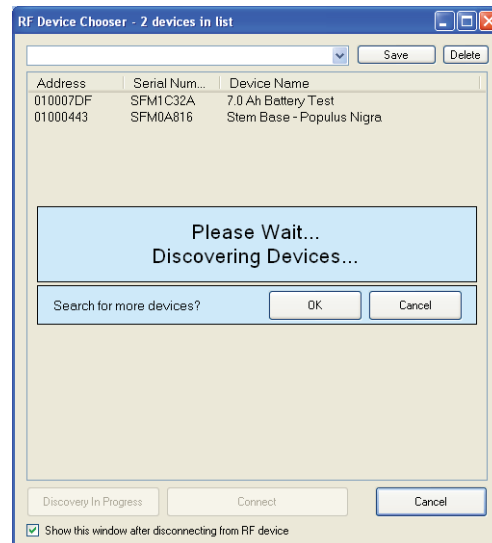 RF Device Chooser - 2 devices in list
Save Delete
Address Serial Num... Device Name
010007DF SFM1C32A 7.0 Ah Battery Test
01000443 SFM0A816 Stem Base - Populus Nigra
Please Wait...
Discovering Devices...
Search for more devices? OK Cancel
Discovery In Progress Connect Cancel
Show this window after disconnecting from RF device